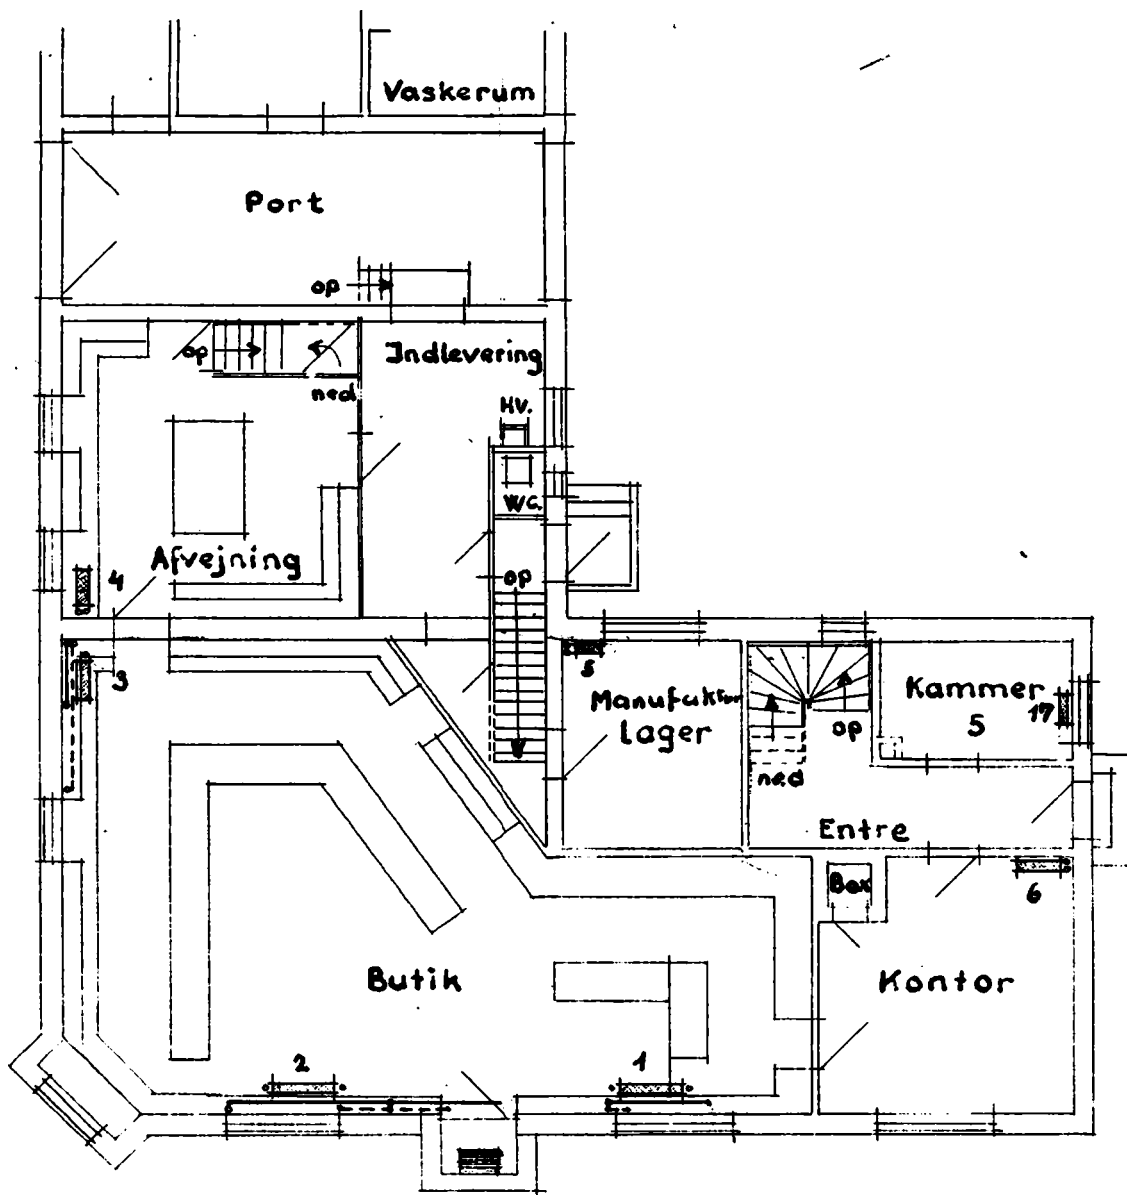 Vaskerum
Port
op
op
Indlevering
ned
HV.
WC.
Afvejning
4
op
3
5
Manufaktur
lager
Kammer
5
17
op
ned
Entre
Box
6
Butik
Kontor
2
1